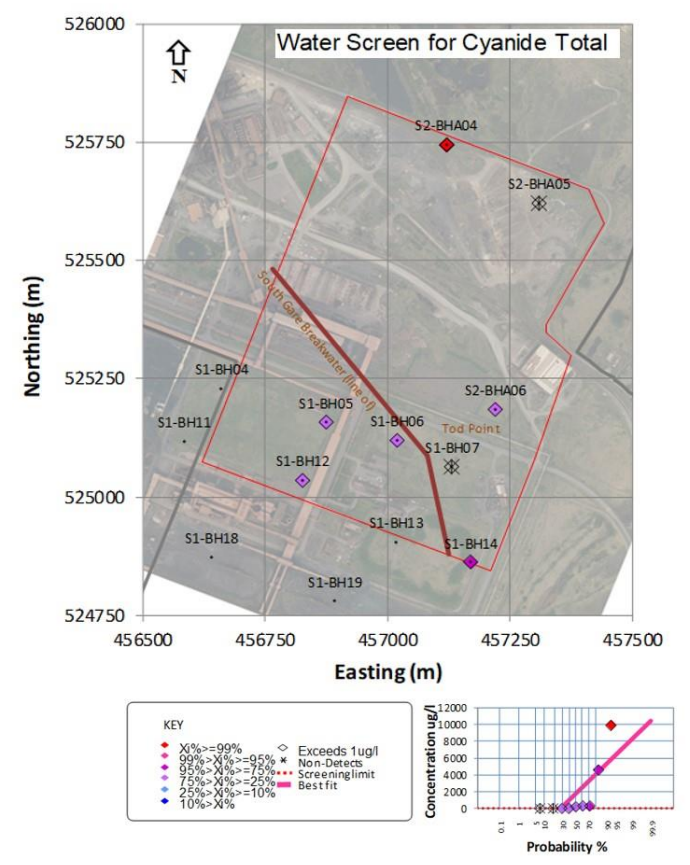 Water Screen for Cyanide Total
N
526000
525750
525500
525250
525000
524750
Northing (m)
S2-BHA04
S2-BHA05
South Gare Breakwater (line of)
S1-BH04
S1-BH11
S1-BH05
S1-BH06
S2-BHA06
Tod Point
S1-BH07
S1-BH12
S1-BH13
S1-BH14
S1-BH18
S1-BH19
456500 456750 457000 457250 457500
Easting (m)
KEY
Xi%>=99%
99%>Xi%>=95%
95%>Xi%>=75%
75%>Xi%>=25%
25%>Xi%>=10%
10%>Xi%
Exceeds 1ug/l
Non-Detects
Screening limit
Best fit
Concentration ug/l
12000
10000
8000
6000
4000
2000
0
0.1 1 5 10 30 50 70 90 95 99 99.9
Probability %